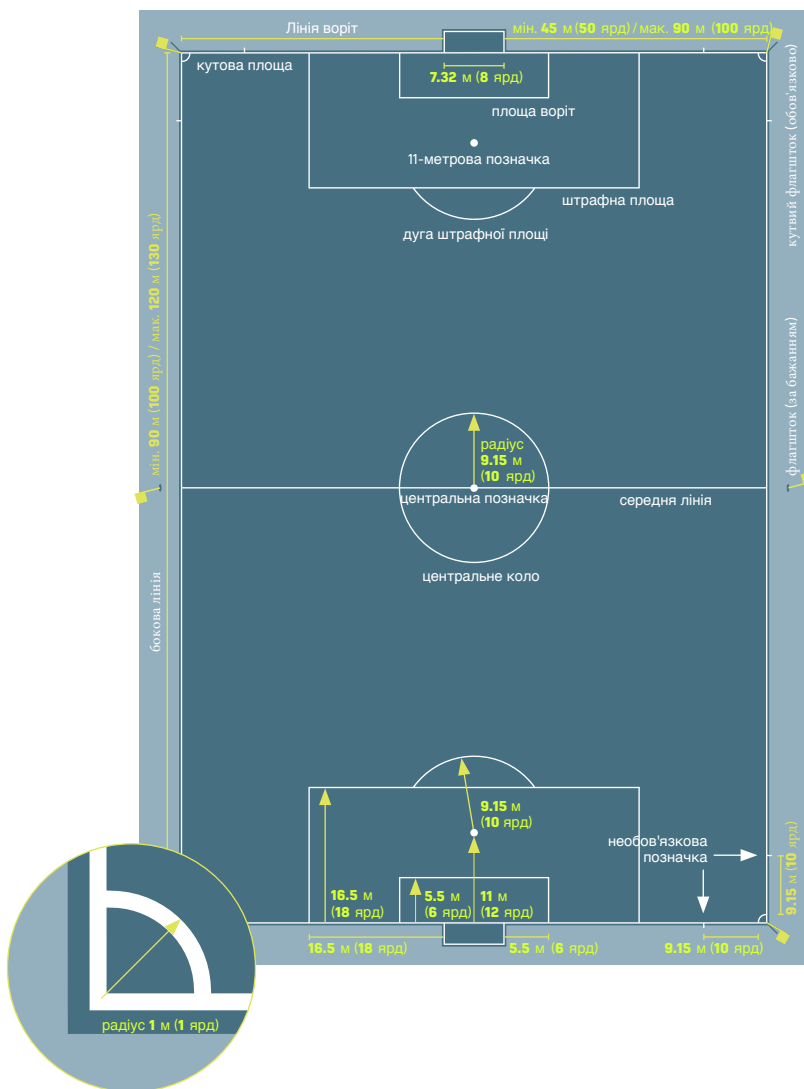 Лінія воріт
мін. 45 м (50 ярд) / мак. 90 м (100 ярд)
кутова площа
7.32 м (8 ярд)
площа воріт
11-метрова позначка
штрафна площа
дуга штрафної площі
кутвий флагшток (обов'язково)
мін. 90 м (100 ярд) / мак. 120 м (130 ярд)
флагшток (за бажанням)
радіус
9.15 м
(10 ярд)
центральна позначка
середня лінія
центральне коло
бокова лінія
9.15 м
(10 ярд)
необов'язкова
позначка
9.15 м (10 ярд)
16.5 м
(18 ярд)
5.5 м
(6 ярд)
11 м
(12 ярд)
16.5 м (18 ярд)
5.5 м (6 ярд)
9.15 м (10 ярд)
радіус 1 м (1 ярд)